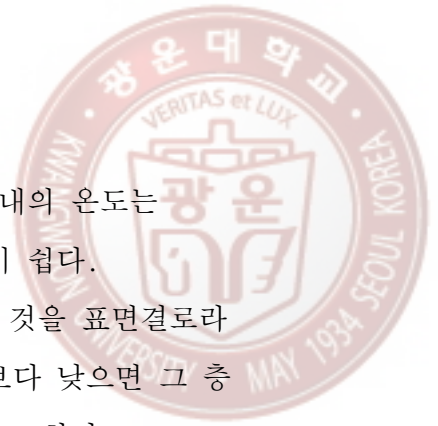 광운대학교
VERITAS et LUX
KWANGWOON UNIVERSITY MAY 1934 SEOUL KOREA
광운
내의 온도는
쉽다.
것을 표면결로라
보다 낮으면 그 층